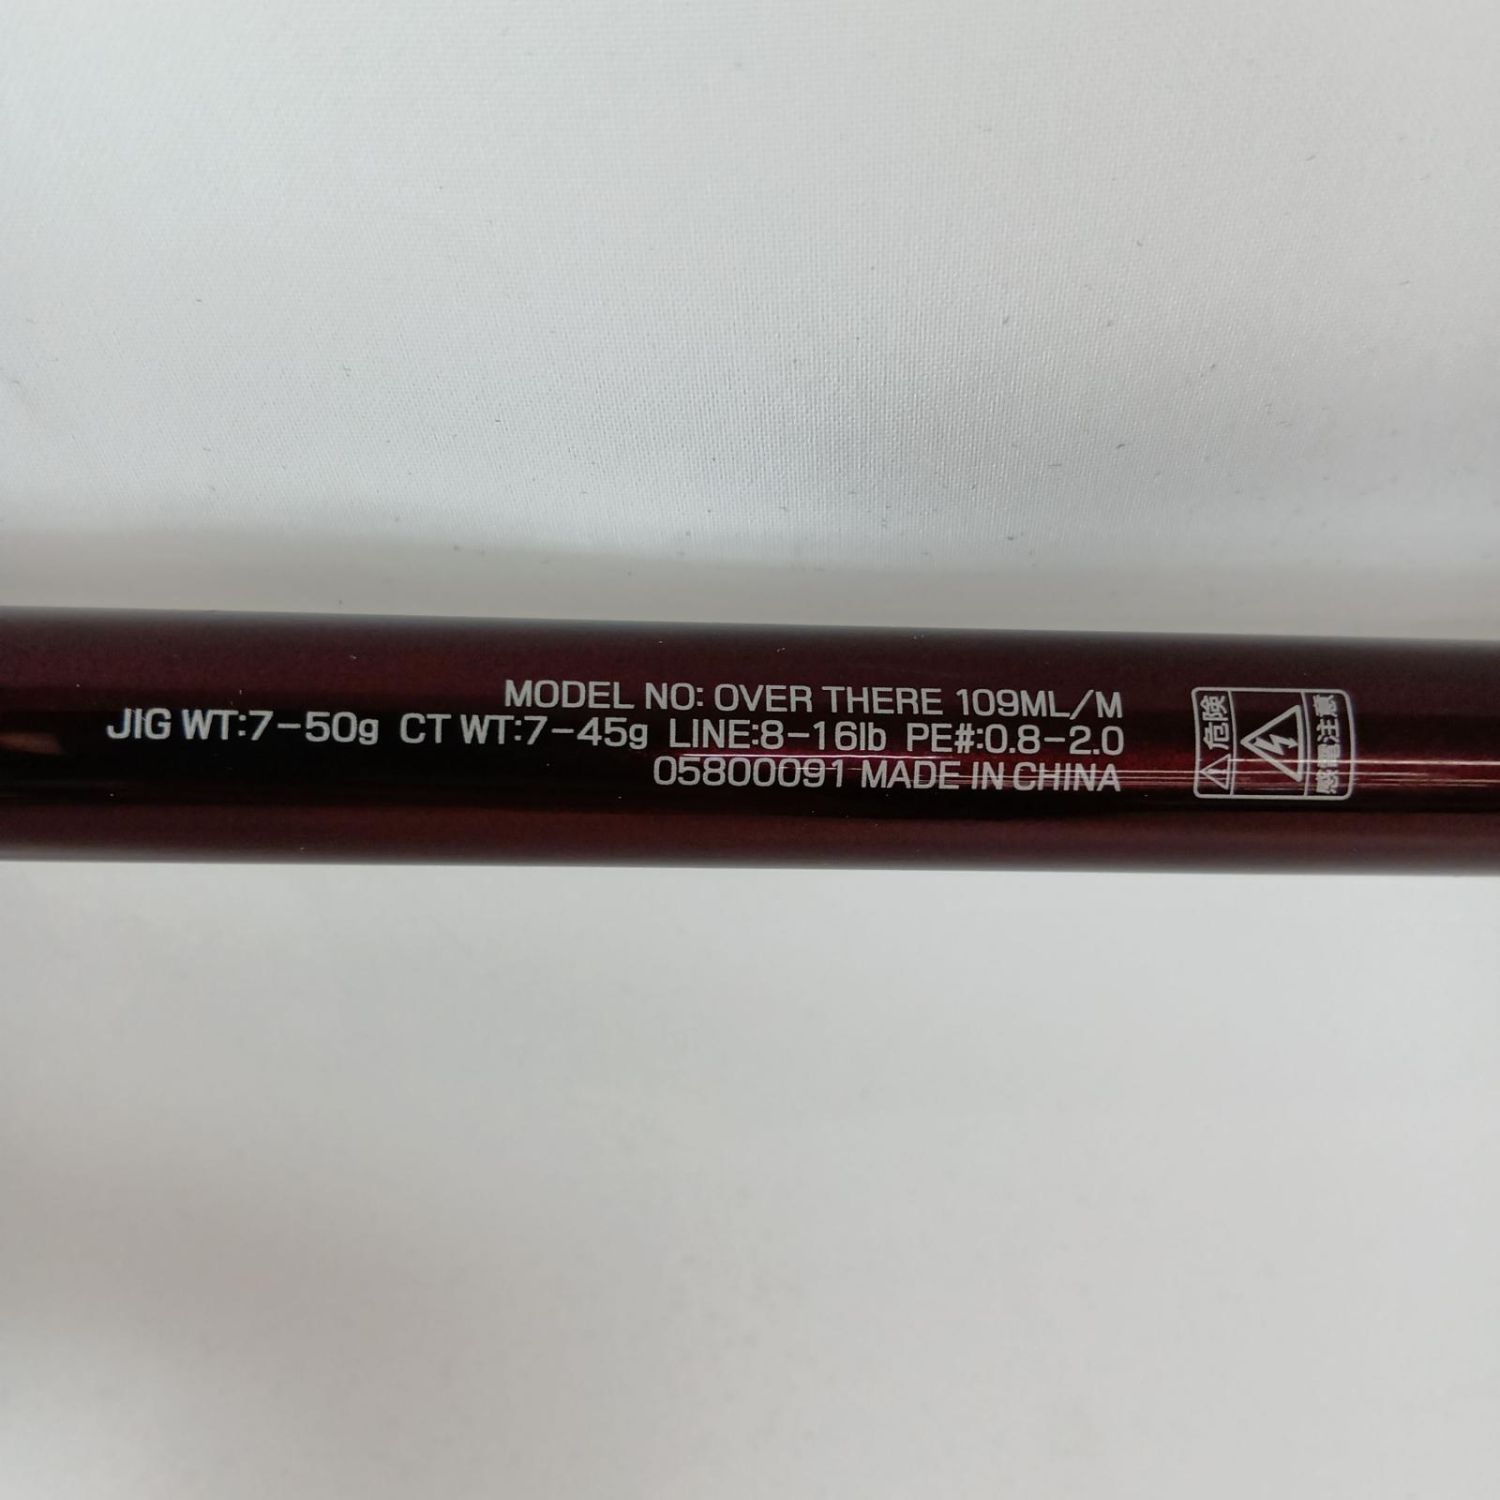 MODEL NO: OVER THERE 109ML/M
JIG WT:7-50g CT WT:7-45g LINE:8-16lb PE#:0.8-2.0
05800091 MADE IN CHINA
危険
感電注意